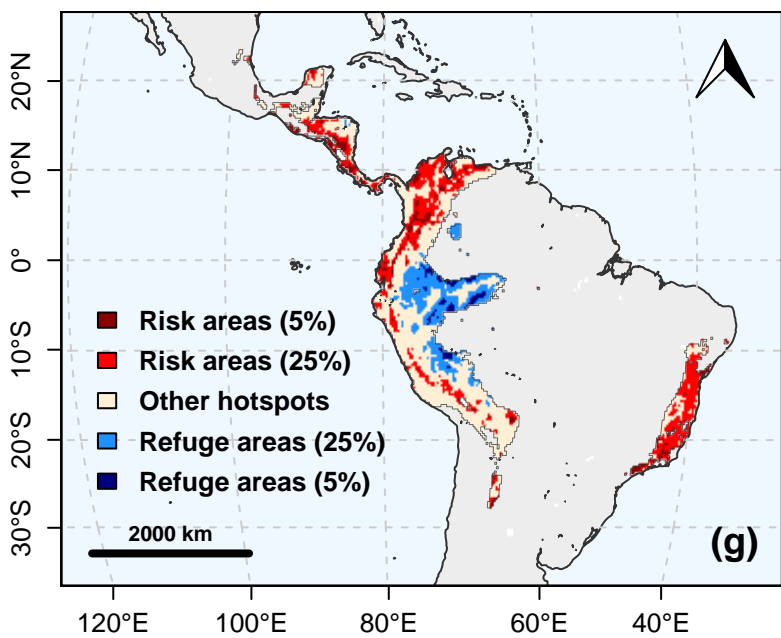 20°N
10°N
0°
10°S
20°S
30°S
Risk areas (5%)
Risk areas (25%)
Other hotspots
Refuge areas (25%)
Refuge areas (5%)
2000 km
(g)
120°E
100°E
80°E
60°E
40°E